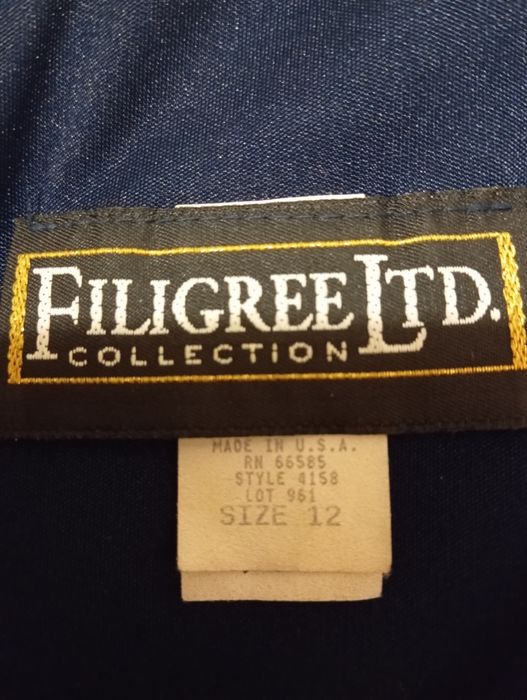 FILIGREE LTD.
COLLECTION
MADE IN U.S.A.
RN 66585
STYLE 4158
LOT 961
SIZE 12